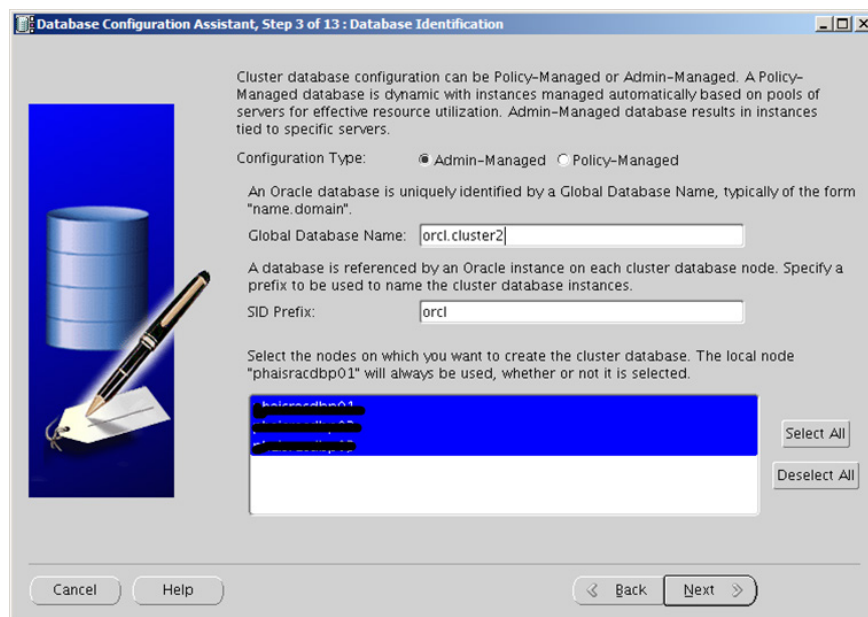 Database Configuration Assistant, Step 3 of 13 : Database Identification
Cluster database configuration can be Policy-Managed or Admin-Managed. A Policy-
Managed database is dynamic with instances managed automatically based on pools of
servers for effective resource utilization. Admin-Managed database results in instances
tied to specific servers.
Configuration Type: Admin-Managed Policy-Managed
An Oracle database is uniquely identified by a Global Database Name, typically of the form
"name.domain".
Global Database Name: orcl.cluster2
A database is referenced by an Oracle instance on each cluster database node. Specify a
prefix to be used to name the cluster database instances.
SID Prefix: orcl
Select the nodes on which you want to create the cluster database. The local node
"phaisracdbp01" will always be used, whether or not it is selected.
Select All
Deselect All
Cancel Help Back Next